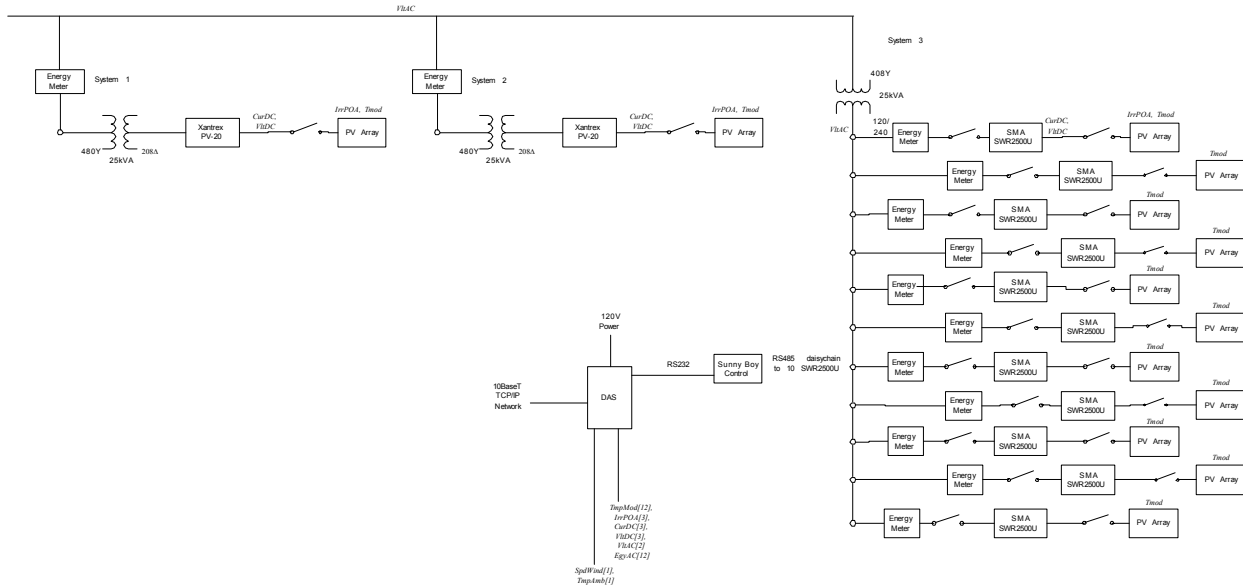 VltAC
Energy
Meter
System 1
480Y
25kVA
208Δ
Xantrex
PV-20
CurDC,
VltDC
IrrPOA, Tmod
PV Array
Energy
Meter
System 2
480Y
25kVA
208Δ
Xantrex
PV-20
CurDC,
VltDC
IrrPOA, Tmod
PV Array
System 3
408Y
25kVA
VltAC
120/
240
Energy
Meter
SMA
SWR2500U
CurDC,
VltDC
IrrPOA, Tmod
PV Array
Energy
Meter
SMA
SWR2500U
Tmod
PV Array
Energy
Meter
SMA
SWR2500U
Tmod
PV Array
Energy
Meter
SMA
SWR2500U
Tmod
PV Array
Energy
Meter
SMA
SWR2500U
Tmod
PV Array
Energy
Meter
SMA
SWR2500U
Tmod
PV Array
Energy
Meter
SMA
SWR2500U
Tmod
PV Array
Energy
Meter
SMA
SWR2500U
Tmod
PV Array
Energy
Meter
SMA
SWR2500U
Tmod
PV Array
Energy
Meter
SMA
SWR2500U
Tmod
PV Array
Energy
Meter
SMA
SWR2500U
Tmod
PV Array
120V
Power
10BaseT
TCP/IP
Network
DAS
RS232
Sunny Boy
Control
RS485 daisychain
to 10 SWR2500U
TmpMod[12],
IrrPOA[3],
CurDC[3],
VltDC[3],
VltAC[2]
EgyAC[12]
SpdWind[1],
TmpAmb[1]